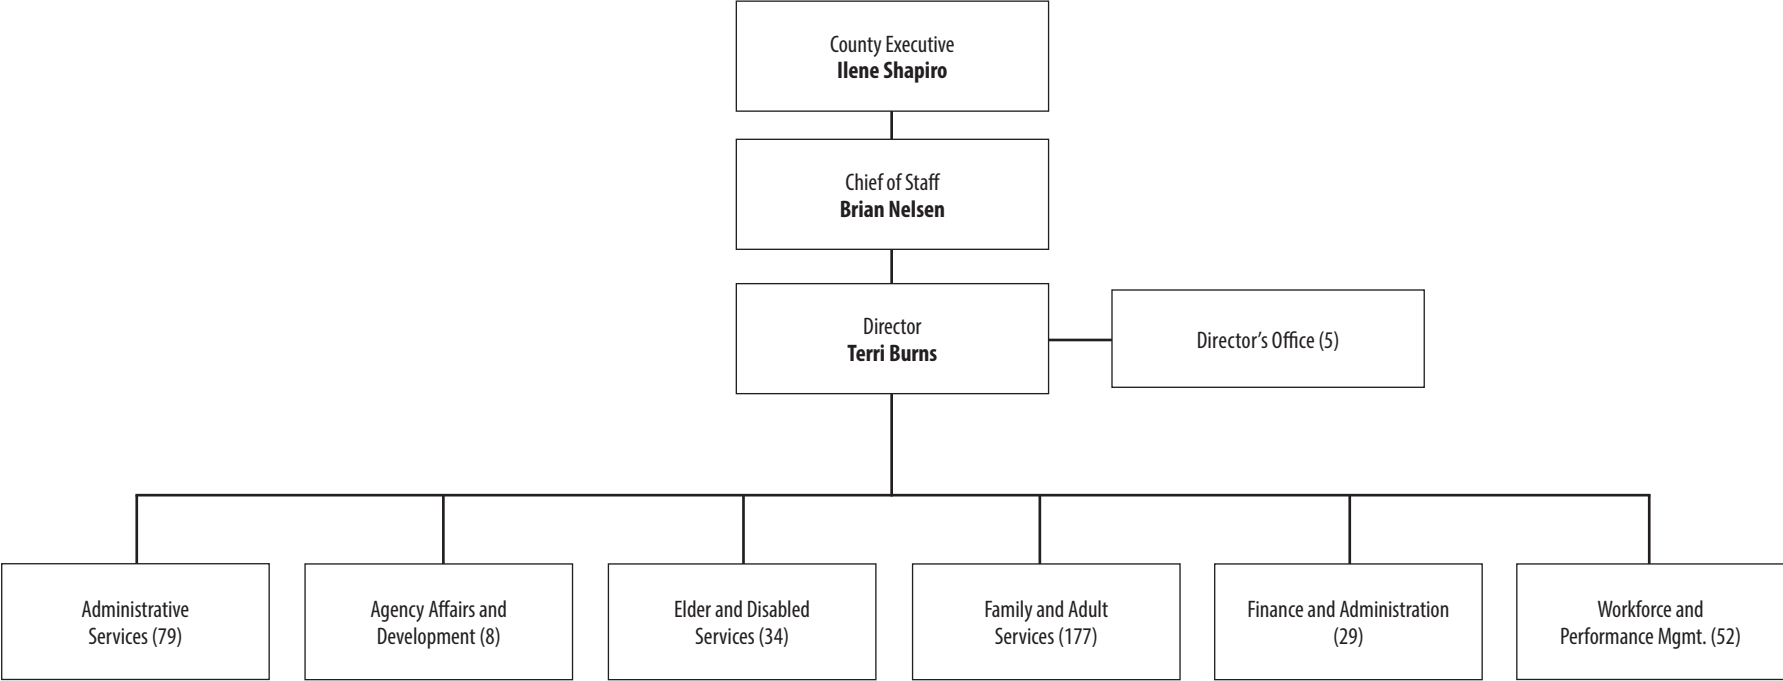 County Executive
Ilene Shapiro
Chief of Staff
Brian Nelsen
Director
Terri Burns
Director’s Office (5)
Administrative
Services (79)
Agency Affairs and
Development (8)
Elder and Disabled
Services (34)
Family and Adult
Services (177)
Finance and Administration
(29)
Workforce and
Performance Mgmt. (52)